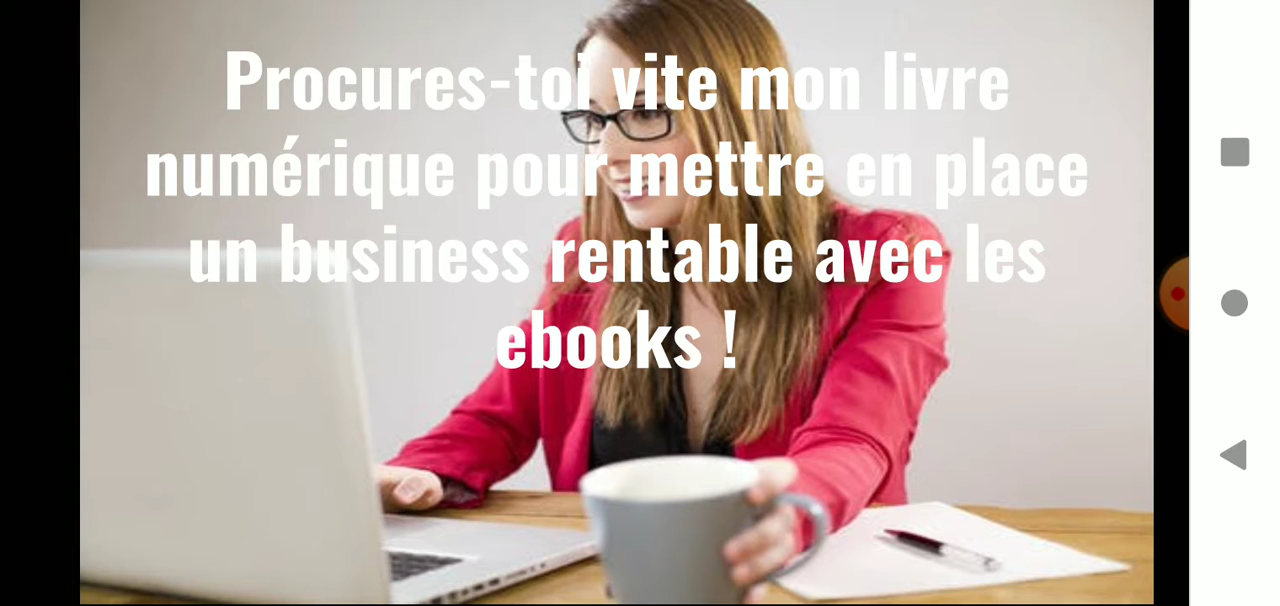 Procures-toi vite mon livre
numérique pour mettre en place
un business rentable avec les
ebooks !